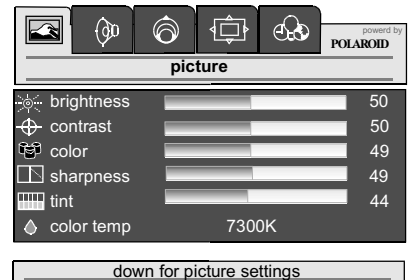 powerd by
POLAROID
picture
brightness 50
contrast 50
color 49
sharpness 49
tint 44
color temp 7300K
down for picture settings